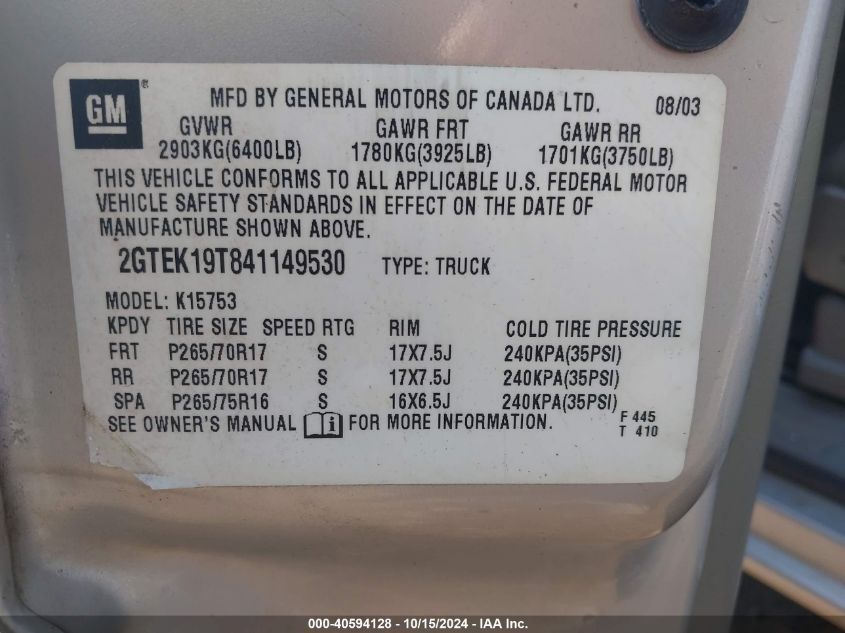 GM ®
MFD BY GENERAL MOTORS OF CANADA LTD. 08/03
GVWR GAWR FRT GAWR RR
2903KG(6400LB) 1780KG(3925LB) 1701KG(3750LB)
THIS VEHICLE CONFORMS TO ALL APPLICABLE U.S. FEDERAL MOTOR
VEHICLE SAFETY STANDARDS IN EFFECT ON THE DATE OF
MANUFACTURE SHOWN ABOVE.
2GTEK19T841149530 TYPE: TRUCK
MODEL: K15753
KPDY TIRE SIZE SPEED RTG RIM COLD TIRE PRESSURE
FRT P265/70R17 S 17X7.5J 240KPA(35PSI)
RR P265/70R17 S 17X7.5J 240KPA(35PSI)
SPA P265/75R16 S 16X6.5J 240KPA(35PSI)
SEE OWNER'S MANUAL i FOR MORE INFORMATION.
F 445
T 410
000-40594128 - 10/15/2024 - IAA Inc.